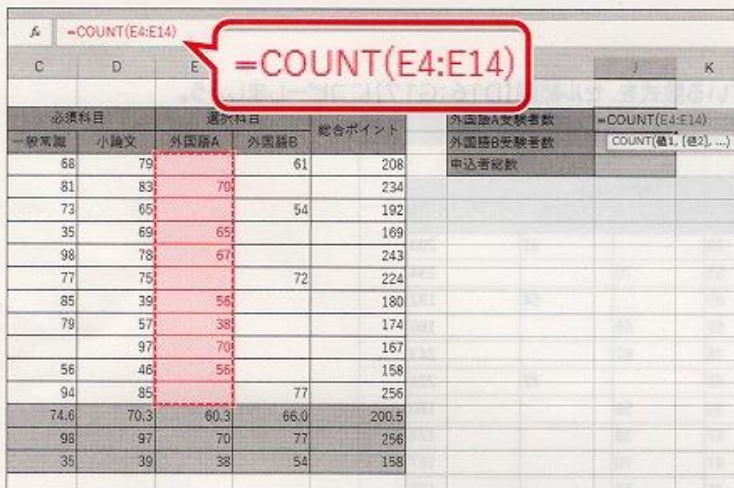 fx =COUNT(E4:E14)
=COUNT(E4:E14)
C D E J K
必須科目 選択科目 総合ポイント 外国語A受験者数 =COUNT(E4:E14)
一般常識 小論文 外国語A 外国語B 外国語B受験者数 COUNT(値1, [値2], ...)
68 79 61 208 申込者総数
81 83 70 234
73 65 54 192
35 69 65 169
98 78 67 243
77 75 72 224
85 39 56 180
79 57 38 174
97 70 167
56 46 56 158
94 85 77 256
74.6 70.3 60.3 66.0 200.5
98 97 70 77 256
35 39 38 54 158